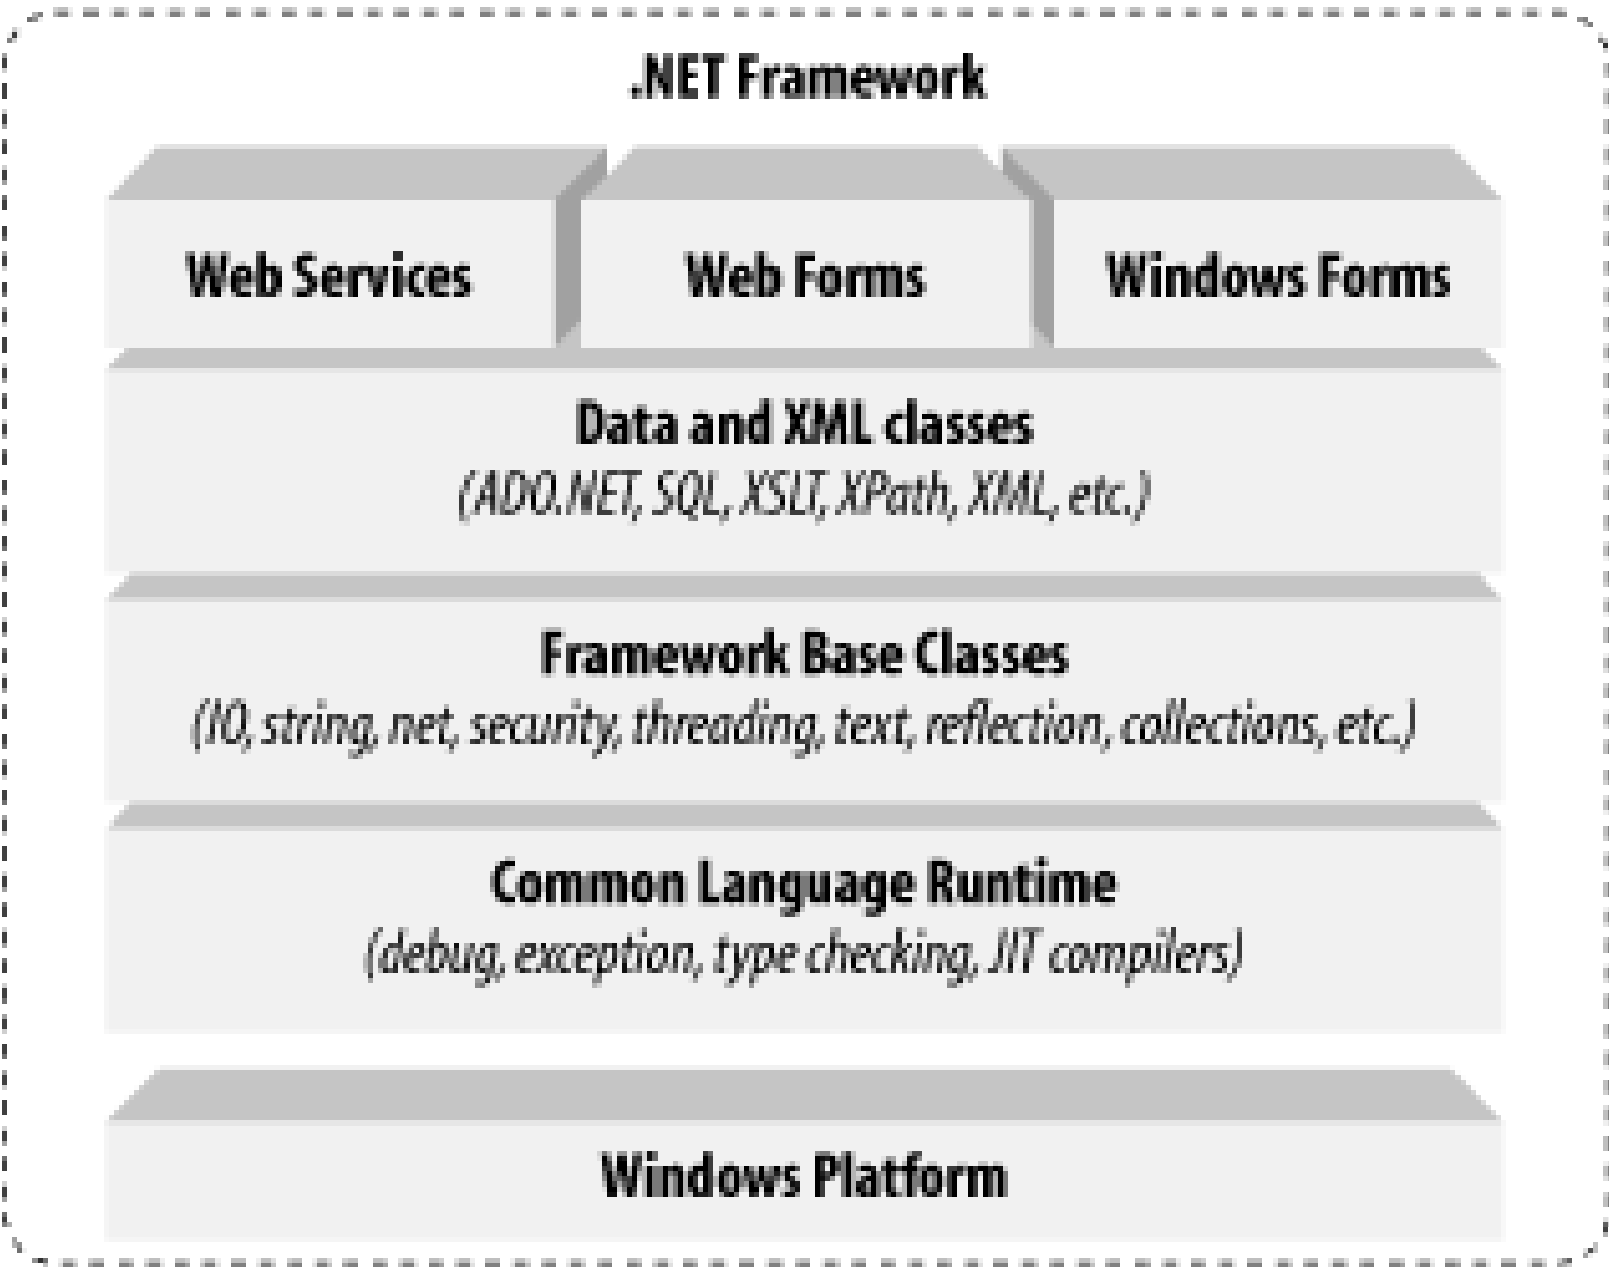 .NET Framework
Web Services
Web Forms
Windows Forms
Data and XML classes
(ADO.NET, SQL, XSLT, XPath, XML, etc.)
Framework Base Classes
(IO, string, net, security, threading, text, reflection, collections, etc.)
Common Language Runtime
(debug, exception, type checking, JIT compilers)
Windows Platform